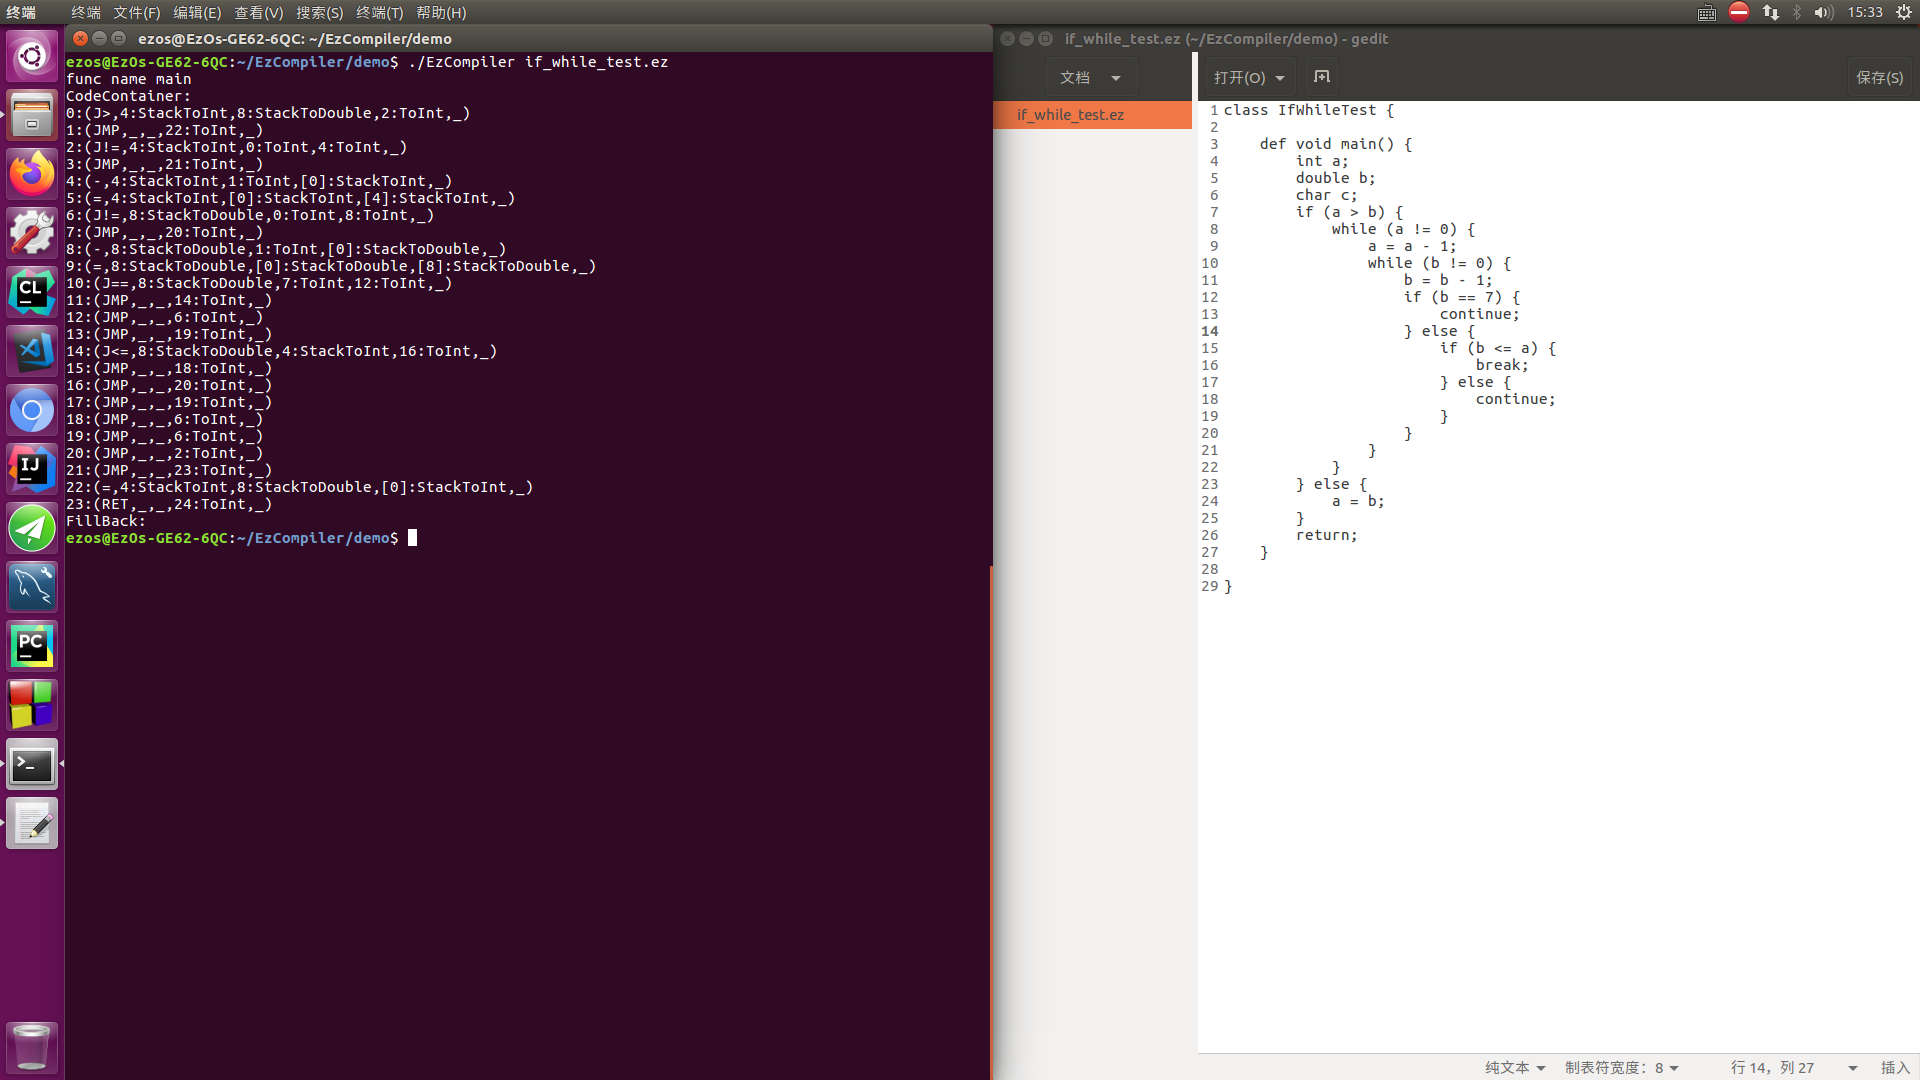 终端 终端 文件(F) 编辑(E) 查看(V) 搜索(S) 终端(T) 帮助(H) 15:33
ezos@EzOs-GE62-6QC: ~/EzCompiler/demo
ezos@EzOs-GE62-6QC:~/EzCompiler/demo$ ./EzCompiler if_while_test.ez
func name main
CodeContainer:
0:(J>,4:StackToInt,8:StackToDouble,2:ToInt,_)
1:(JMP,_,_,22:ToInt,_)
2:(J!=,4:StackToInt,0:ToInt,4:ToInt,_)
3:(JMP,_,_,21:ToInt,_)
4:(-,4:StackToInt,1:ToInt,[0]:StackToInt,_)
5:(=,4:StackToInt,[0]:StackToInt,[4]:StackToInt,_)
6:(J!=,8:StackToDouble,0:ToInt,8:ToInt,_)
7:(JMP,_,_,20:ToInt,_)
8:(-,8:StackToDouble,1:ToInt,[0]:StackToDouble,_)
9:(=,8:StackToDouble,[0]:StackToDouble,[8]:StackToDouble,_)
10:(J==,8:StackToDouble,7:ToInt,12:ToInt,_)
11:(JMP,_,_,14:ToInt,_)
12:(JMP,_,_,6:ToInt,_)
13:(JMP,_,_,19:ToInt,_)
14:(J<=,8:StackToDouble,4:StackToInt,16:ToInt,_)
15:(JMP,_,_,18:ToInt,_)
16:(JMP,_,_,20:ToInt,_)
17:(JMP,_,_,19:ToInt,_)
18:(JMP,_,_,6:ToInt,_)
19:(JMP,_,_,6:ToInt,_)
20:(JMP,_,_,2:ToInt,_)
21:(JMP,_,_,23:ToInt,_)
22:(=,4:StackToInt,8:StackToDouble,[0]:StackToInt,_)
23:(RET,_,_,24:ToInt,_)
FillBack:
ezos@EzOs-GE62-6QC:~/EzCompiler/demo$
CL
IJ
PC
>_
if_while_test.ez (~/EzCompiler/demo) - gedit
文档 打开(O) 保存(S)
if_while_test.ez
1 class IfWhileTest {
2
3     def void main() {
4         int a;
5         double b;
6         char c;
7         if (a > b) {
8             while (a != 0) {
9                 a = a - 1;
10                 while (b != 0) {
11                     b = b - 1;
12                     if (b == 7) {
13                         continue;
14                     } else {
15                         if (b <= a) {
16                             break;
17                         } else {
18                             continue;
19                         }
20                     }
21                 }
22             }
23         } else {
24             a = b;
25         }
26         return;
27     }
28
29 }
纯文本 制表符宽度: 8 行 14, 列 27 插入